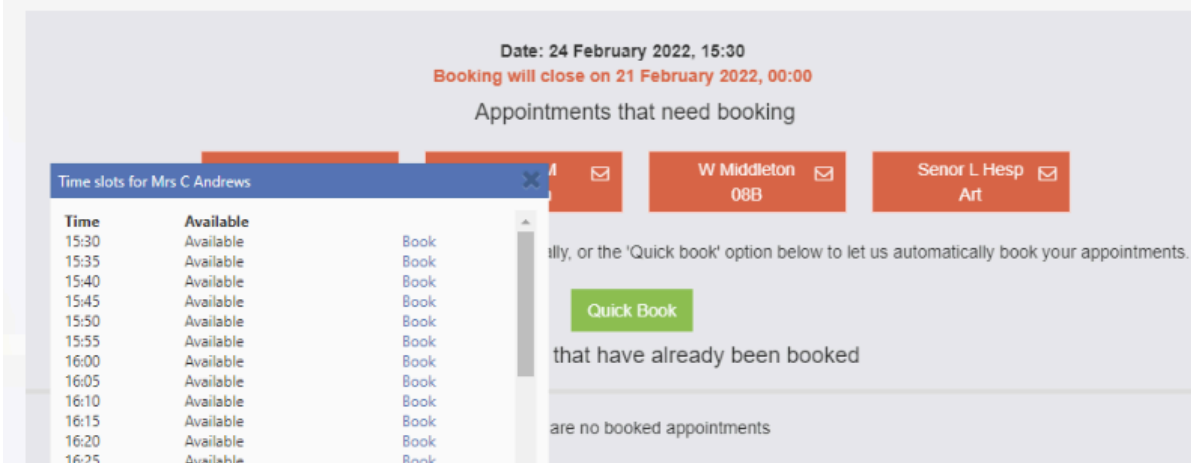 Date: 24 February 2022, 15:30
Booking will close on 21 February 2022, 00:00
Appointments that need booking
W Middleton
08B
Senor L Hesp
Art
Time slots for Mrs C Andrews
Time Available
15:30 Available Book
15:35 Available Book
15:40 Available Book
15:45 Available Book
15:50 Available Book
15:55 Available Book
16:00 Available Book
16:05 Available Book
16:10 Available Book
16:15 Available Book
16:20 Available Book
16:25 Available Book
or the 'Quick book' option below to let us automatically book your appointments.
Quick Book
that have already been booked
are no booked appointments